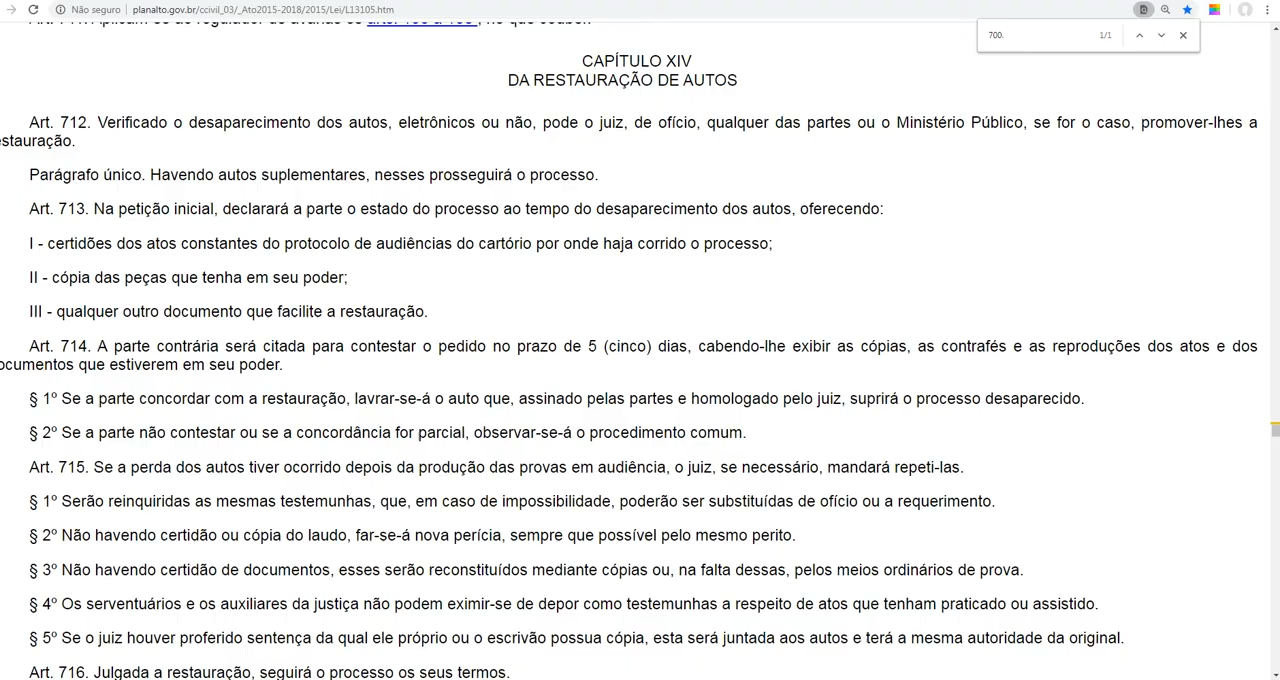 Não seguro | planalto.gov.br/ccivil_03/_Ato2015-2018/2015/Lei/L13105.htm
700. 1/1
CAPÍTULO XIV
DA RESTAURAÇÃO DE AUTOS
Art. 712. Verificado o desaparecimento dos autos, eletrônicos ou não, pode o juiz, de ofício, qualquer das partes ou o Ministério Público, se for o caso, promover-lhes a
estauração.
Parágrafo único. Havendo autos suplementares, nesses prosseguirá o processo.
Art. 713. Na petição inicial, declarará a parte o estado do processo ao tempo do desaparecimento dos autos, oferecendo:
I - certidões dos atos constantes do protocolo de audiências do cartório por onde haja corrido o processo;
II - cópia das peças que tenha em seu poder;
III - qualquer outro documento que facilite a restauração.
Art. 714. A parte contrária será citada para contestar o pedido no prazo de 5 (cinco) dias, cabendo-lhe exibir as cópias, as contrafés e as reproduções dos atos e dos
ocumentos que estiverem em seu poder.
§ 1º Se a parte concordar com a restauração, lavrar-se-á o auto que, assinado pelas partes e homologado pelo juiz, suprirá o processo desaparecido.
§ 2º Se a parte não contestar ou se a concordância for parcial, observar-se-á o procedimento comum.
Art. 715. Se a perda dos autos tiver ocorrido depois da produção das provas em audiência, o juiz, se necessário, mandará repeti-las.
§ 1º Serão reinquiridas as mesmas testemunhas, que, em caso de impossibilidade, poderão ser substituídas de ofício ou a requerimento.
§ 2º Não havendo certidão ou cópia do laudo, far-se-á nova perícia, sempre que possível pelo mesmo perito.
§ 3º Não havendo certidão de documentos, esses serão reconstituídos mediante cópias ou, na falta dessas, pelos meios ordinários de prova.
§ 4º Os serventuários e os auxiliares da justiça não podem eximir-se de depor como testemunhas a respeito de atos que tenham praticado ou assistido.
§ 5º Se o juiz houver proferido sentença da qual ele próprio ou o escrivão possua cópia, esta será juntada aos autos e terá a mesma autoridade da original.
Art. 716. Julgada a restauração, seguirá o processo os seus termos.